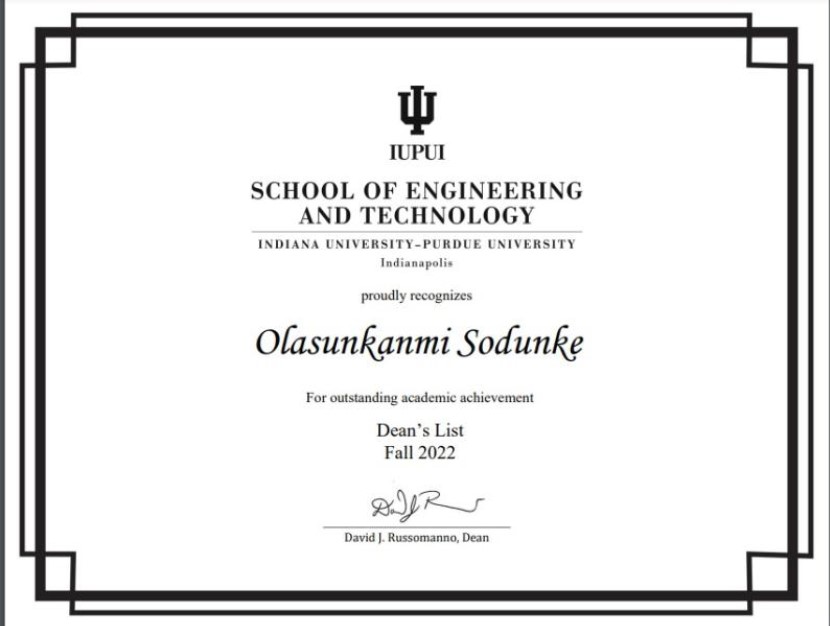 IUPUI
SCHOOL OF ENGINEERING
AND TECHNOLOGY
INDIANA UNIVERSITY–PURDUE UNIVERSITY
Indianapolis
proudly recognizes
Olasunkanmi Sodunke
For outstanding academic achievement
Dean's List
Fall 2022
David J. Russomanno, Dean